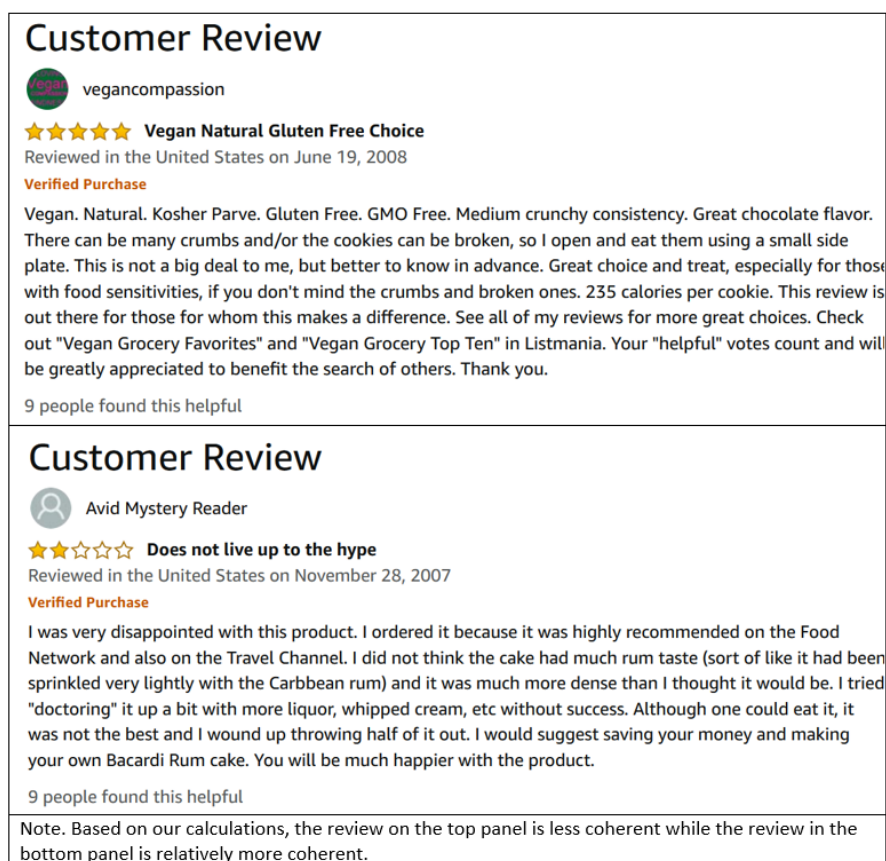 Customer Review
Vegan
vegancompassion
Vegan Natural Gluten Free Choice
Reviewed in the United States on June 19, 2008
Verified Purchase
Vegan. Natural. Kosher Parve. Gluten Free. GMO Free. Medium crunchy consistency. Great chocolate flavor.
There can be many crumbs and/or the cookies can be broken, so I open and eat them using a small side
plate. This is not a big deal to me, but better to know in advance. Great choice and treat, especially for those
with food sensitivities, if you don't mind the crumbs and broken ones. 235 calories per cookie. This review is
out there for those for whom this makes a difference. See all of my reviews for more great choices. Check
out "Vegan Grocery Favorites" and "Vegan Grocery Top Ten" in Listmania. Your "helpful" votes count and will
be greatly appreciated to benefit the search of others. Thank you.
9 people found this helpful
Customer Review
Avid Mystery Reader
Does not live up to the hype
Reviewed in the United States on November 28, 2007
Verified Purchase
I was very disappointed with this product. I ordered it because it was highly recommended on the Food
Network and also on the Travel Channel. I did not think the cake had much rum taste (sort of like it had been
sprinkled very lightly with the Carbbean rum) and it was much more dense than I thought it would be. I tried
"doctoring" it up a bit with more liquor, whipped cream, etc without success. Although one could eat it, it
was not the best and I wound up throwing half of it out. I would suggest saving your money and making
your own Bacardi Rum cake. You will be much happier with the product.
9 people found this helpful
Note. Based on our calculations, the review on the top panel is less coherent while the review in the
bottom panel is relatively more coherent.